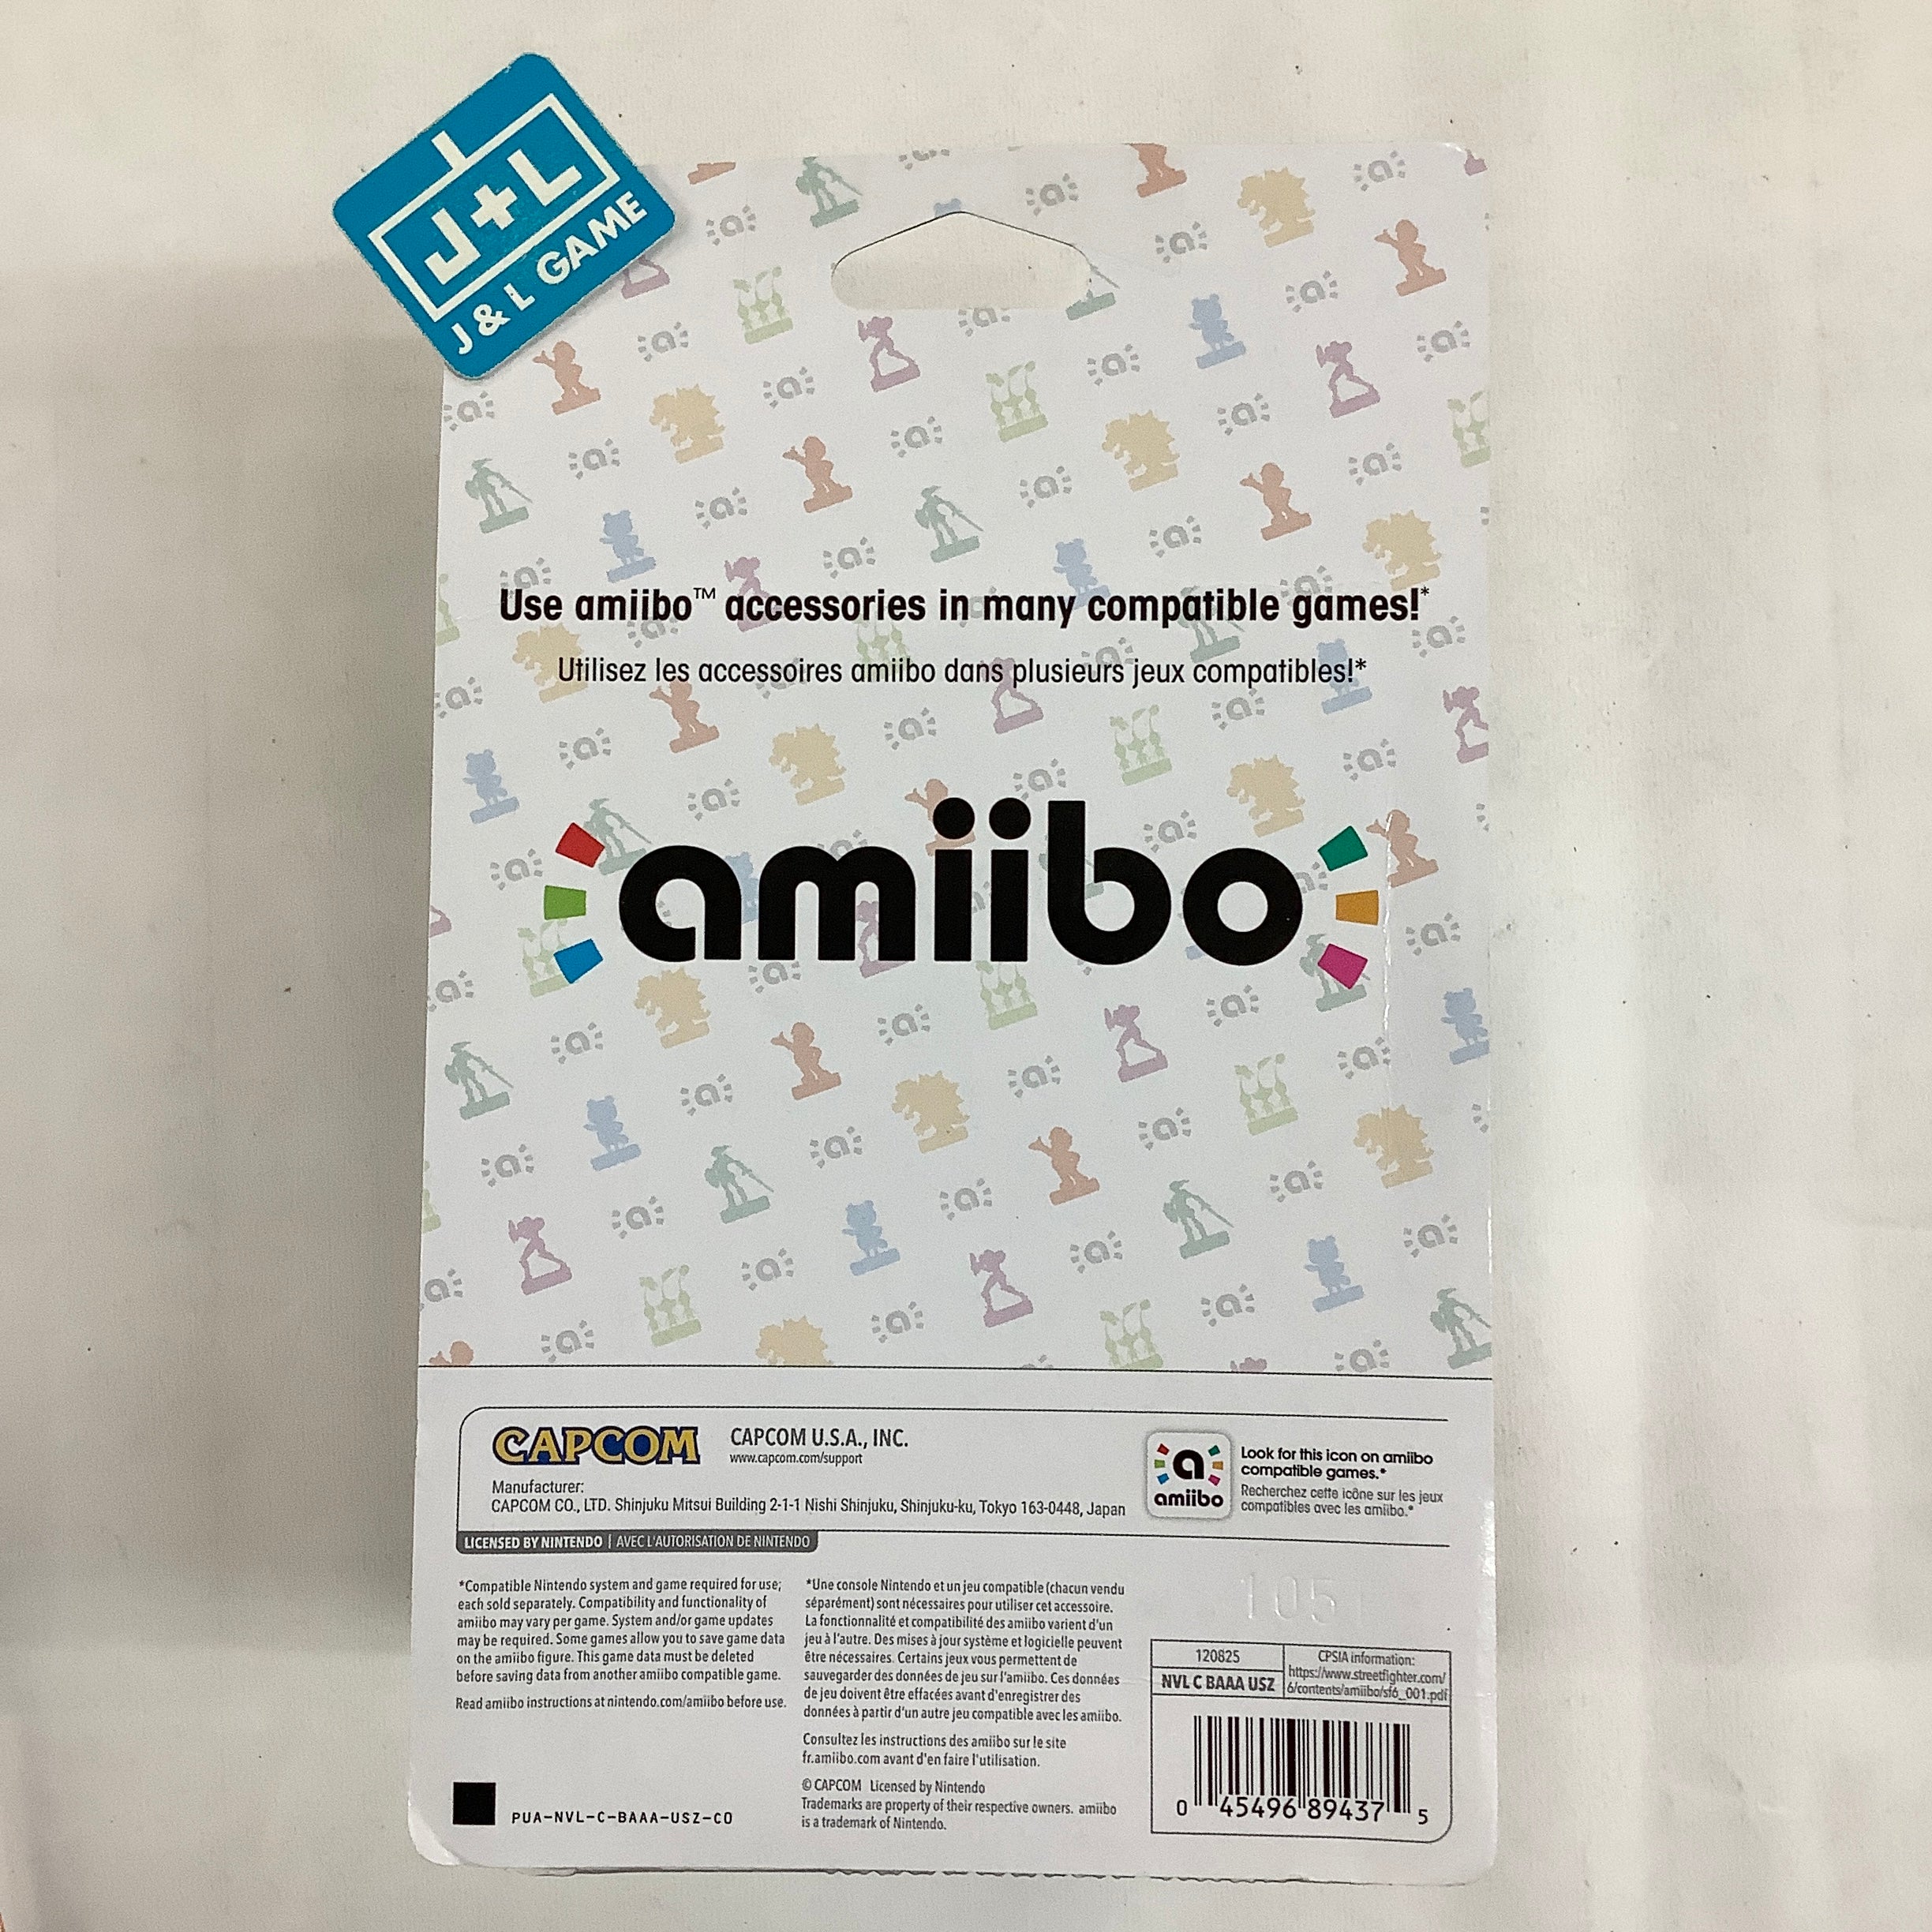 J+L
J & L GAME
Use amiibo™ accessories in many compatible games!*
Utilisez les accessoires amiibo dans plusieurs jeux compatibles!*
amiibo
CAPCOM
CAPCOM U.S.A., INC.
www.capcom.com/support
Manufacturer:
CAPCOM CO., LTD. Shinjuku Mitsui Building 2-1-1 Nishi Shinjuku, Shinjuku-ku, Tokyo 163-0448, Japan
a
amiibo
Look for this icon on amiibo
compatible games.*
Recherchez cette icône sur les jeux
compatibles avec les amiibo.*
LICENSED BY NINTENDO | AVEC L'AUTORISATION DE NINTENDO
*Compatible Nintendo system and game required for use;
each sold separately. Compatibility and functionality of
amiibo may vary per game. System and/or game updates
may be required. Some games allow you to save game data
on the amiibo figure. This game data must be deleted
before saving data from another amiibo compatible game.
Read amiibo instructions at nintendo.com/amiibo before use.
*Une console Nintendo et un jeu compatible (chacun vendu
séparément) sont nécessaires pour utiliser cet accessoire.
La fonctionnalité et compatibilité des amiibo varient d'un
jeu à l'autre. Des mises à jour système et logicielle peuvent
être nécessaires. Certains jeux vous permettent de
sauvegarder des données de jeu sur l'amiibo. Ces données
de jeu doivent être effacées avant d'enregistrer des
données à partir d'un autre jeu compatible avec les amiibo.
Consultez les instructions des amiibo sur le site
fr.amiibo.com avant d'en faire l'utilisation.
© CAPCOM Licensed by Nintendo
Trademarks are property of their respective owners. amiibo
is a trademark of Nintendo.
105
120825
NVL C BAAA USZ
CPSIA information:
https://www.streetfighter.com/
6/contents/amiibo/sf6_001.pdf
0 45496 89437 5
PUA-NVL-C-BAAA-USZ-C0